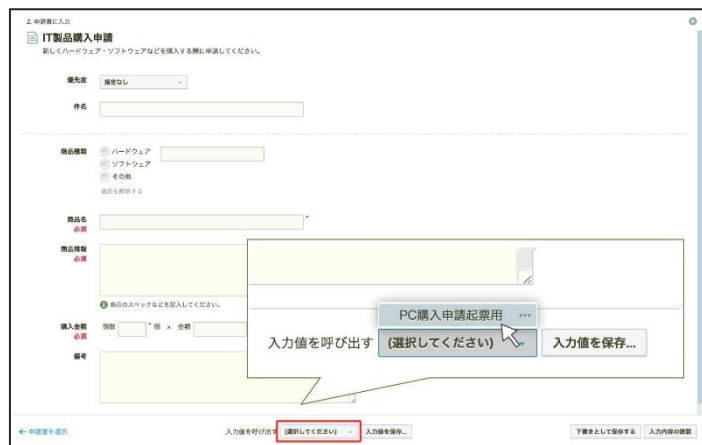 2. 申請書に入力
IT製品購入申請
新しくハードウェア・ソフトウェアなどを購入する際に申請してください。
優先度 指定なし
件名
商品種類 ハードウェア
ソフトウェア
その他
選択を解除する
商品名 *
必須
商品情報
必須
商品のスペックなどを記入してください。
購入金額 個数 * 個 x 金額
必須
備考
PC購入申請起票用 •••
入力値を呼び出す (選択してください) 入力値を保存...
← 申請書を選択 入力値を呼び出す (選択してください) 入力値を保存... 下書きとして保存する 入力内容の確認